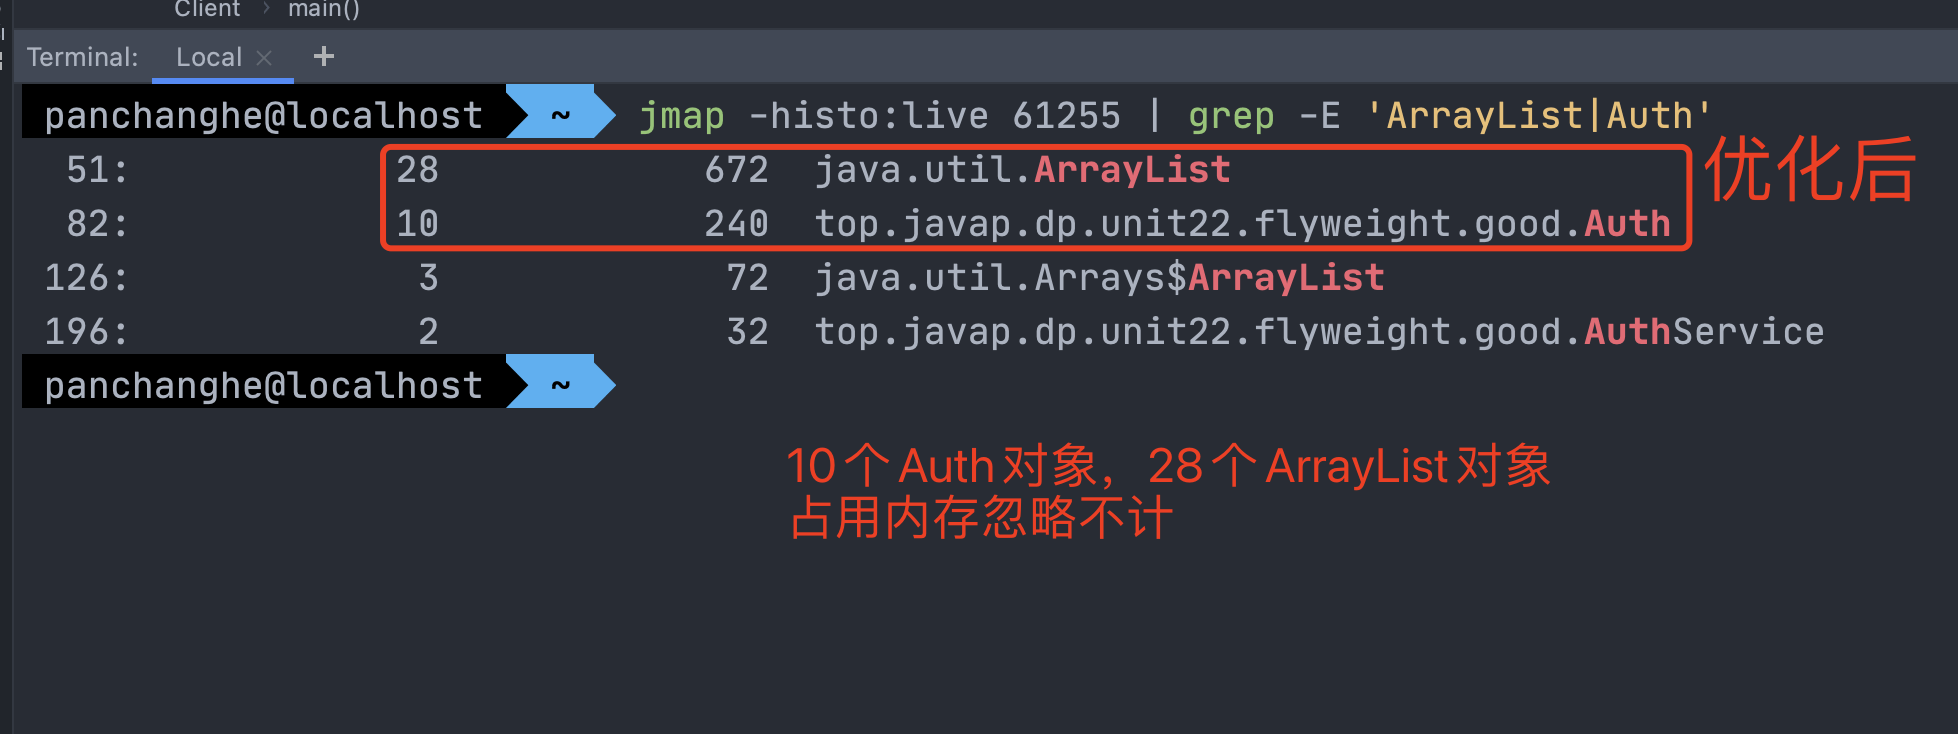 Client › main()
Terminal: Local × +
panchanghe@localhost ~ jmap -histo:live 61255 | grep -E 'ArrayList|Auth'
51: 28 672 java.util.ArrayList
优化后
82: 10 240 top.javap.dp.unit22.flyweight.good.Auth
126: 3 72 java.util.Arrays$ArrayList
196: 2 32 top.javap.dp.unit22.flyweight.good.AuthService
panchanghe@localhost ~
10个Auth对象，28个ArrayList对象
占用内存忽略不计